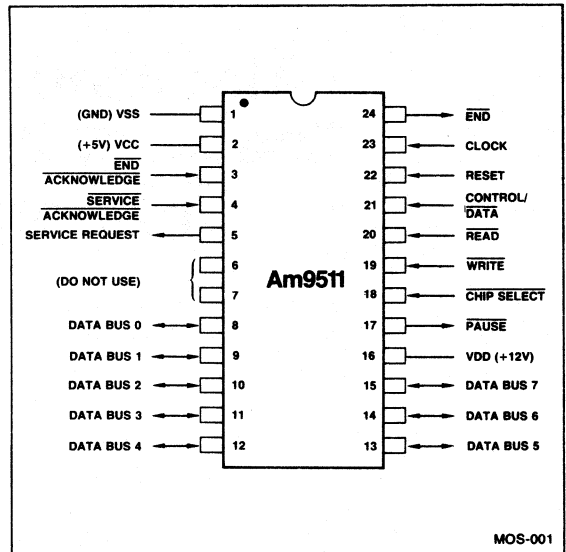 (GND) VSS 1
(+5V) VCC 2
END
ACKNOWLEDGE 3
SERVICE
ACKNOWLEDGE 4
SERVICE REQUEST 5
6
(DO NOT USE)
7
DATA BUS 0 8
DATA BUS 1 9
DATA BUS 2 10
DATA BUS 3 11
DATA BUS 4 12
Am9511
24 END
23 CLOCK
22 RESET
21 CONTROL/
DATA
20 READ
19 WRITE
18 CHIP SELECT
17 PAUSE
16 VDD (+12V)
15 DATA BUS 7
14 DATA BUS 6
13 DATA BUS 5
MOS-001